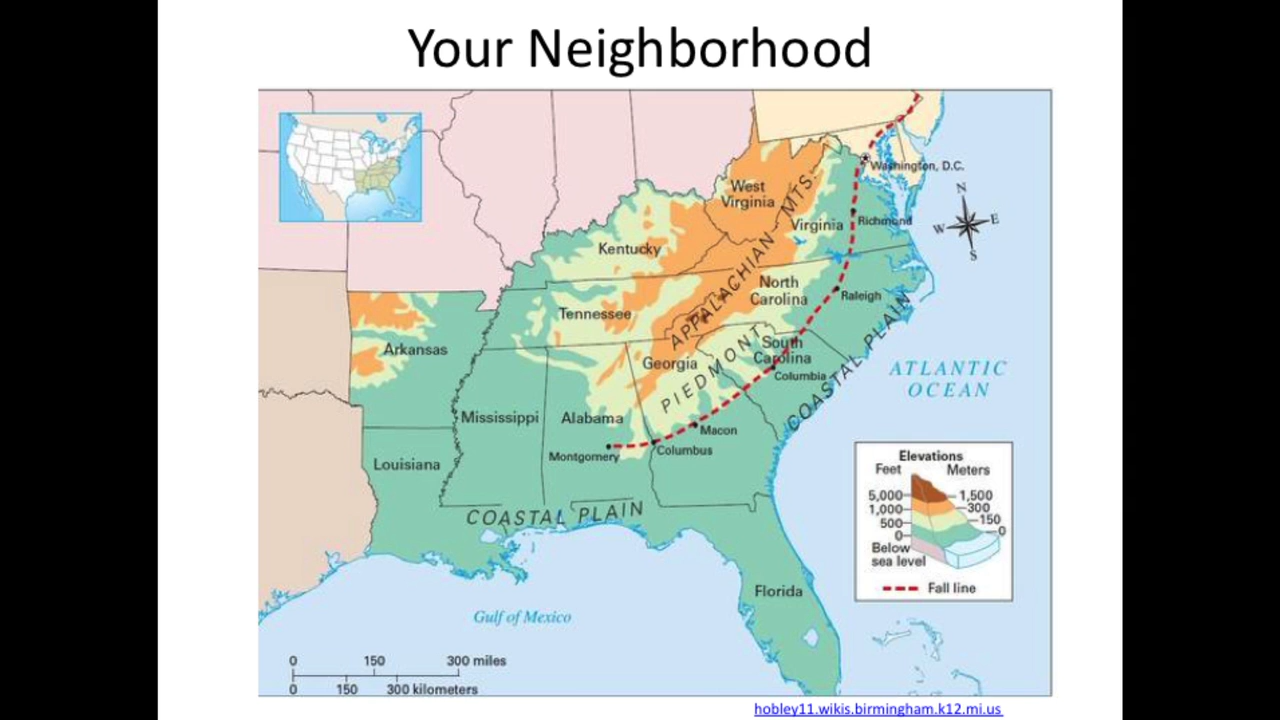 Your Neighborhood
Washington, D.C.
West
Virginia
APPALACHIAN MTS.
N
W
E
S
Virginia
Richmond
Kentucky
North
Carolina
Raleigh
Tennessee
Arkansas
South
Carolina
Georgia
PIEDMONT
Columbia
COASTAL PLAIN
ATLANTIC
OCEAN
Mississippi
Alabama
Macon
Columbus
Montgomery
Louisiana
COASTAL PLAIN
Elevations
Feet
Meters
5,000
1,500
1,000
300
500
150
0
0
Below
sea level
Fall line
Florida
Gulf of Mexico
0 150 300 miles
0 150 300 kilometers
hobley11.wikis.birmingham.k12.mi.us